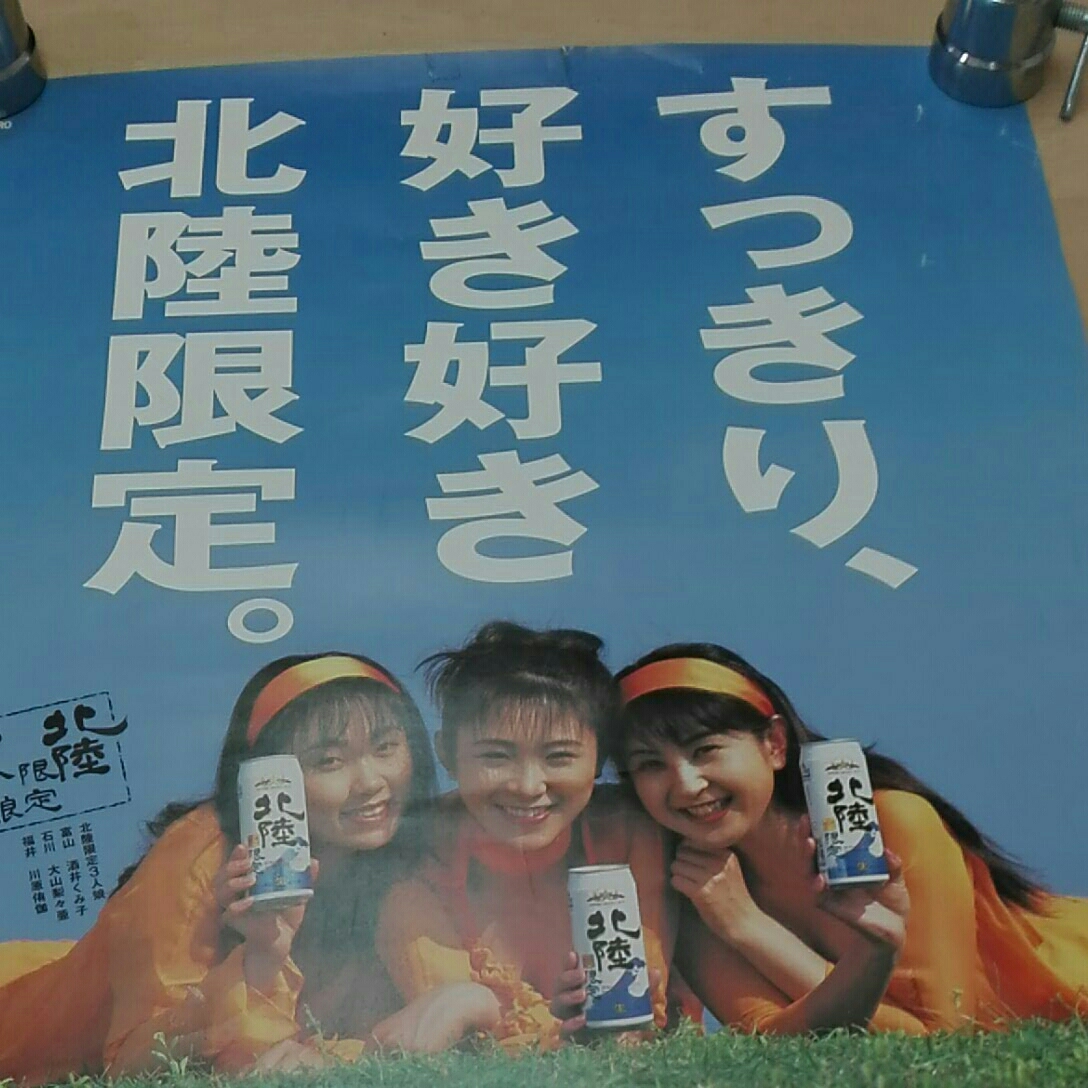 すっきり、
好き好き
北陸限定。
北陸
限
限定
北陸限定3人娘
富山 酒井くみ子
石川 大山梨々亜
福井 川原侑伽
北陸
北陸
北陸